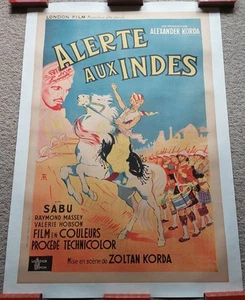 LONDON FILM
ALEXANDER KORDA
ALERTE
AUX INDES
SABU
RAYMOND MASSEY
VALERIE HOBSON
FILM EN COULEURS
PROCÉDÉ TECHNICOLOR
Mise en scène de ZOLTAN KORDA